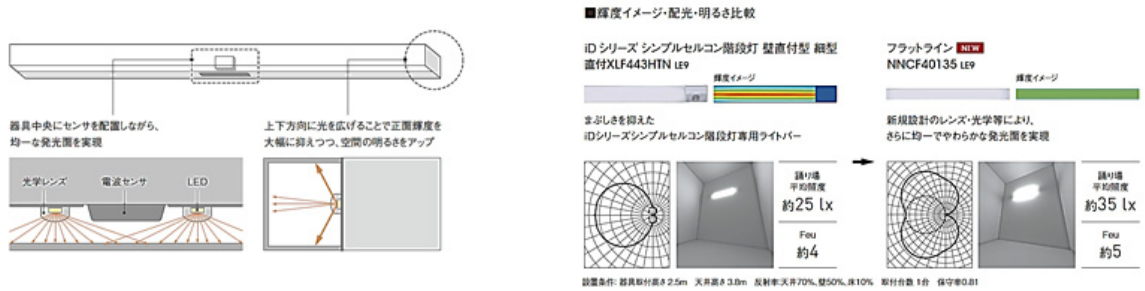 器具中央にセンサを配置しながら、
均一な発光面を実現
上下方向に光を広げることで正面輝度を
大幅に抑えつつ、空間の明るさをアップ
光学レンズ
電波センサ
LED
■輝度イメージ・配光・明るさ比較
iDシリーズ シンプルセルコン階段灯 壁直付型 細型
直付XLF443HTN LE9
輝度イメージ
まぶしさを抑えた
iDシリーズシンプルセルコン階段灯専用ライトバー
踊り場
平均照度
約25 lx
Feu
約4
フラットライン NEW
NNCF40135 LE9
輝度イメージ
新規設計のレンズ・光学等により、
さらに均一でやわらかな発光面を実現
踊り場
平均照度
約35 lx
Feu
約5
設置条件: 器具取付高さ2.5m 天井高さ3.8m 反射率:天井70%、壁50%、床10% 取付台数1台 保守率0.81